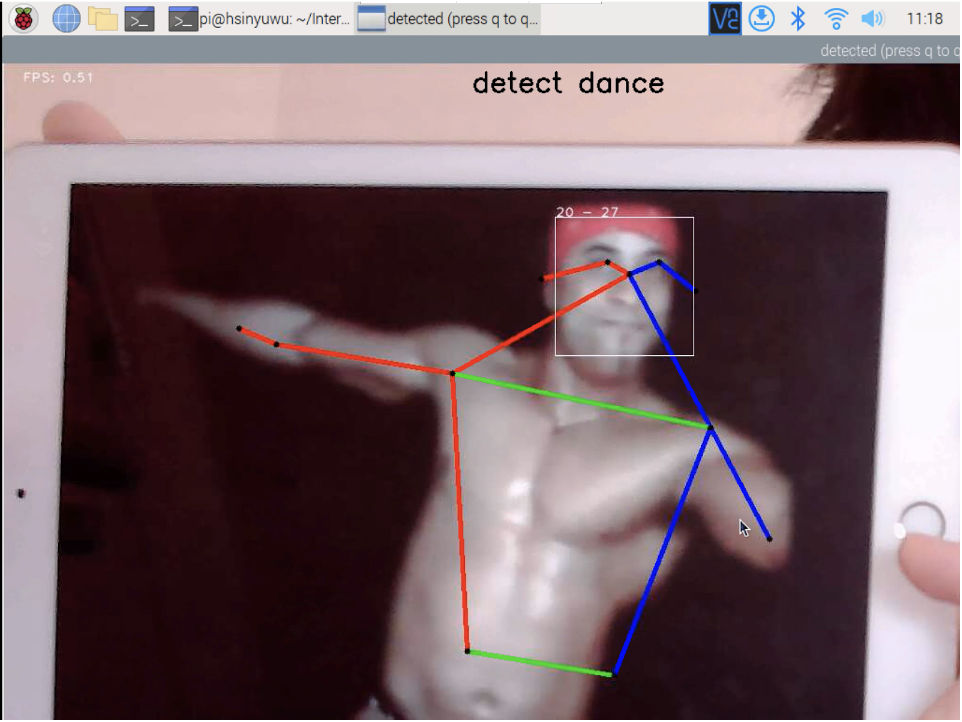 pi@hsinyuwu: ~/Inter...
detected (press q to q...
11:18
detected (press q to q
FPS: 0.51
detect dance
20 - 27